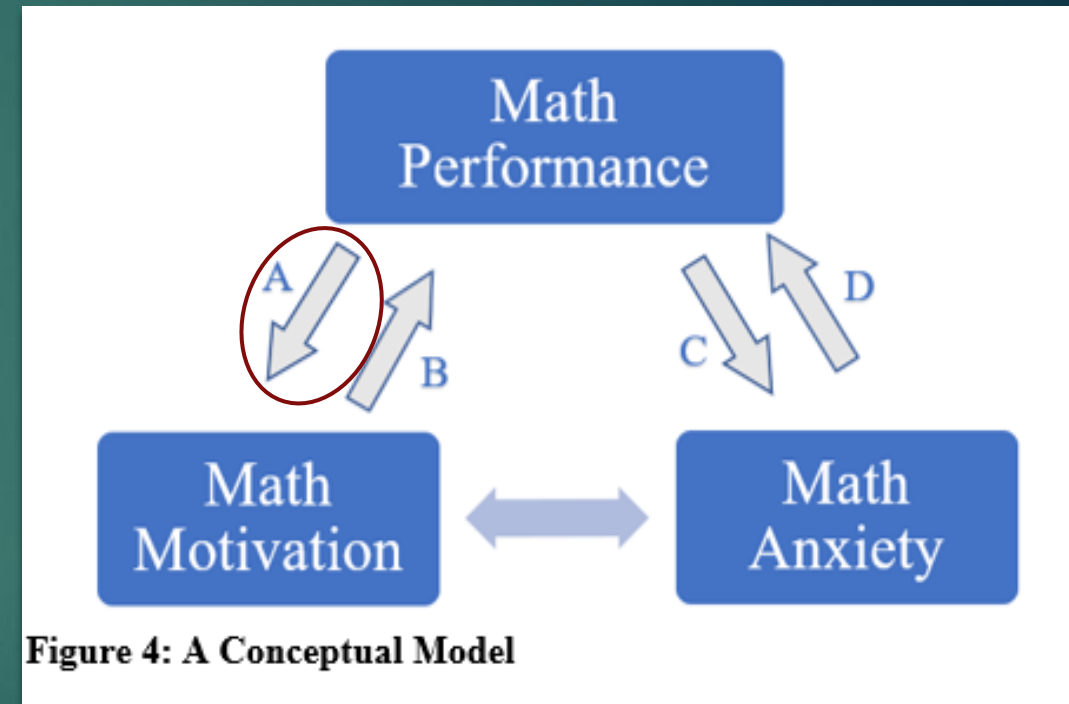 Math
Performance
A
B
C
D
Math
Motivation
Math
Anxiety
Figure 4: A Conceptual Model